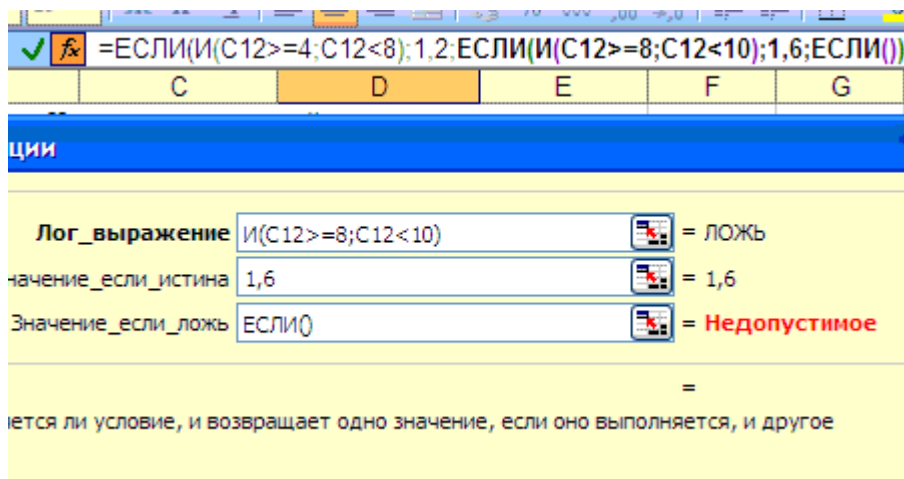 =ЕСЛИ(И(C12>=4;C12<8);1,2;ЕСЛИ(И(C12>=8;C12<10);1,6;ЕСЛИ())
C D E F G
ции
Лог_выражение И(C12>=8;C12<10) = ЛОЖЬ
начение_если_истина 1,6 = 1,6
Значение_если_ложь ЕСЛИ() = Недопустимое
=
ется ли условие, и возвращает одно значение, если оно выполняется, и другое